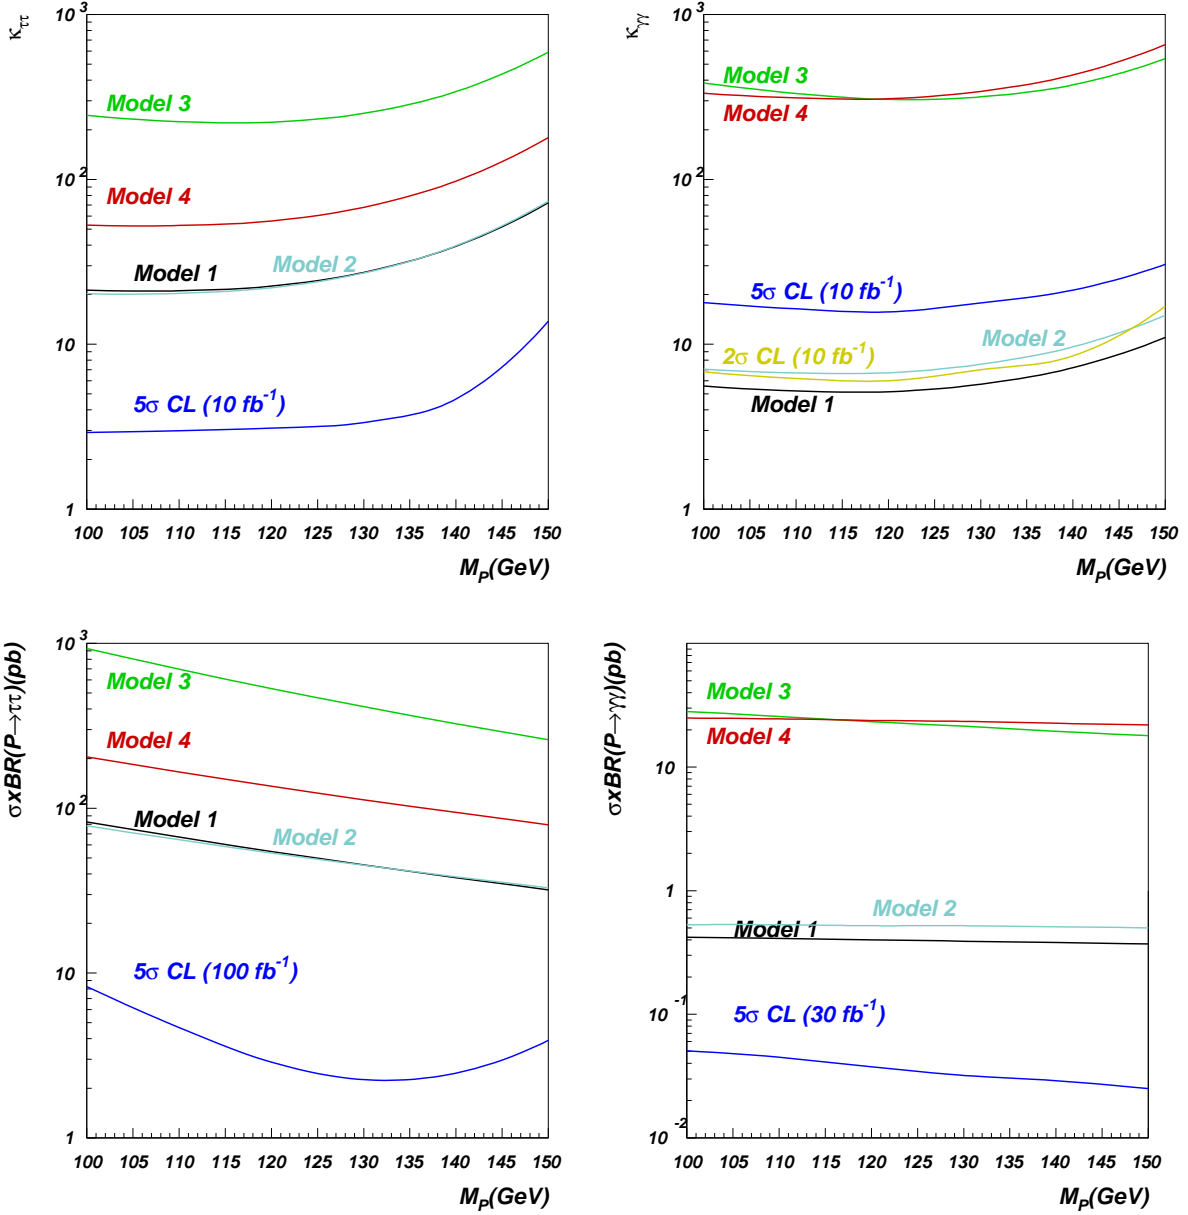 κττ
10³
Model 3
10²
Model 4
Model 2
Model 1
10
5σ CL (10 fb⁻¹)
1
100 105 110 115 120 125 130 135 140 145 150
M_P(GeV)
κγγ
10³
Model 3
Model 4
10²
5σ CL (10 fb⁻¹)
10
Model 2
2σ CL (10 fb⁻¹)
Model 1
1
100 105 110 115 120 125 130 135 140 145 150
M_P(GeV)
σxBR(P→ττ)(pb)
10³
Model 3
Model 4
10²
Model 1
Model 2
10
5σ CL (100 fb⁻¹)
1
100 105 110 115 120 125 130 135 140 145 150
M_P(GeV)
σxBR(P→γγ)(pb)
Model 3
Model 4
10
1
Model 2
Model 1
10⁻¹
5σ CL (30 fb⁻¹)
10⁻²
100 105 110 115 120 125 130 135 140 145 150
M_P(GeV)